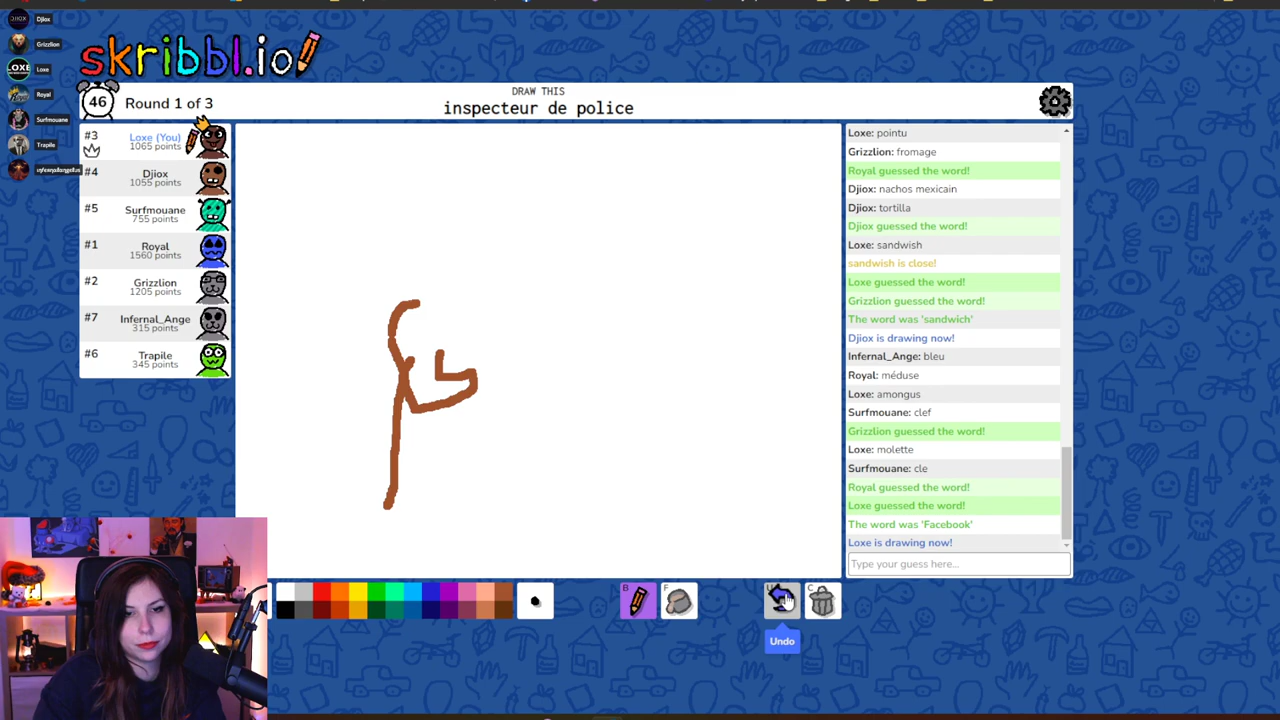 Djiox
Grizzlion
Loxe
Royal
Surfmouane
Trapile
skribbl.io
46
Round 1 of 3
DRAW THIS
inspecteur de police
#3
Loxe (You)
1065 points
#4
Djiox
1055 points
#5
Surfmouane
755 points
#1
Royal
1560 points
#2
Grizzlion
1205 points
#7
Infernal_Ange
315 points
#6
Trapile
345 points
Loxe: pointu
Grizzlion: fromage
Royal guessed the word!
Djiox: nachos mexicain
Djiox: tortilla
Djiox guessed the word!
Loxe: sandwish
sandwish is close!
Loxe guessed the word!
Grizzlion guessed the word!
The word was 'sandwich'
Djiox is drawing now!
Infernal_Ange: bleu
Royal: méduse
Loxe: amongus
Surfmouane: clef
Grizzlion guessed the word!
Loxe: molette
Surfmouane: cle
Royal guessed the word!
Loxe guessed the word!
The word was 'Facebook'
Loxe is drawing now!
Type your guess here...
B
F
U
C
Undo